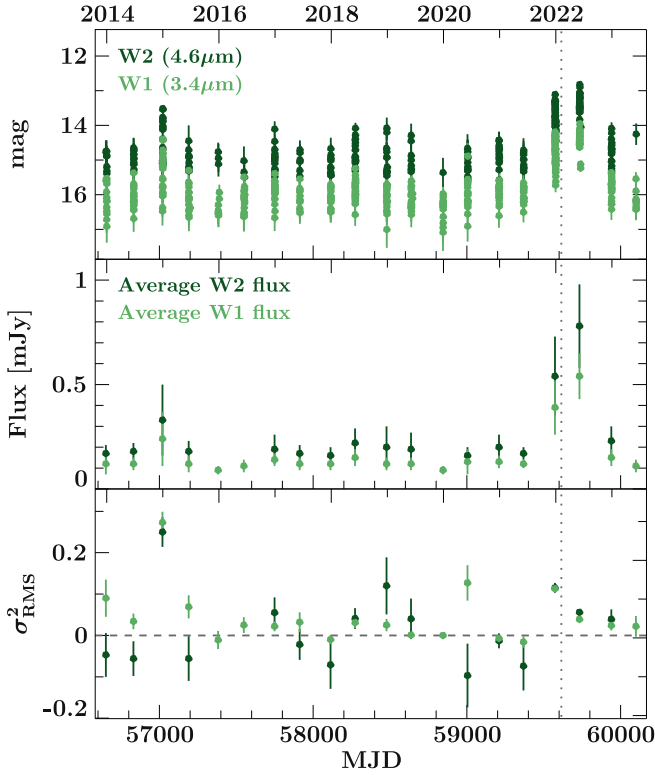 2014 2016 2018 2020 2022
12
14
16
mag
W2 (4.6μm)
W1 (3.4μm)
1
0.5
0
Flux [mJy]
Average W2 flux
Average W1 flux
0.2
0
-0.2
σ²RMS
57000 58000 59000 60000
MJD